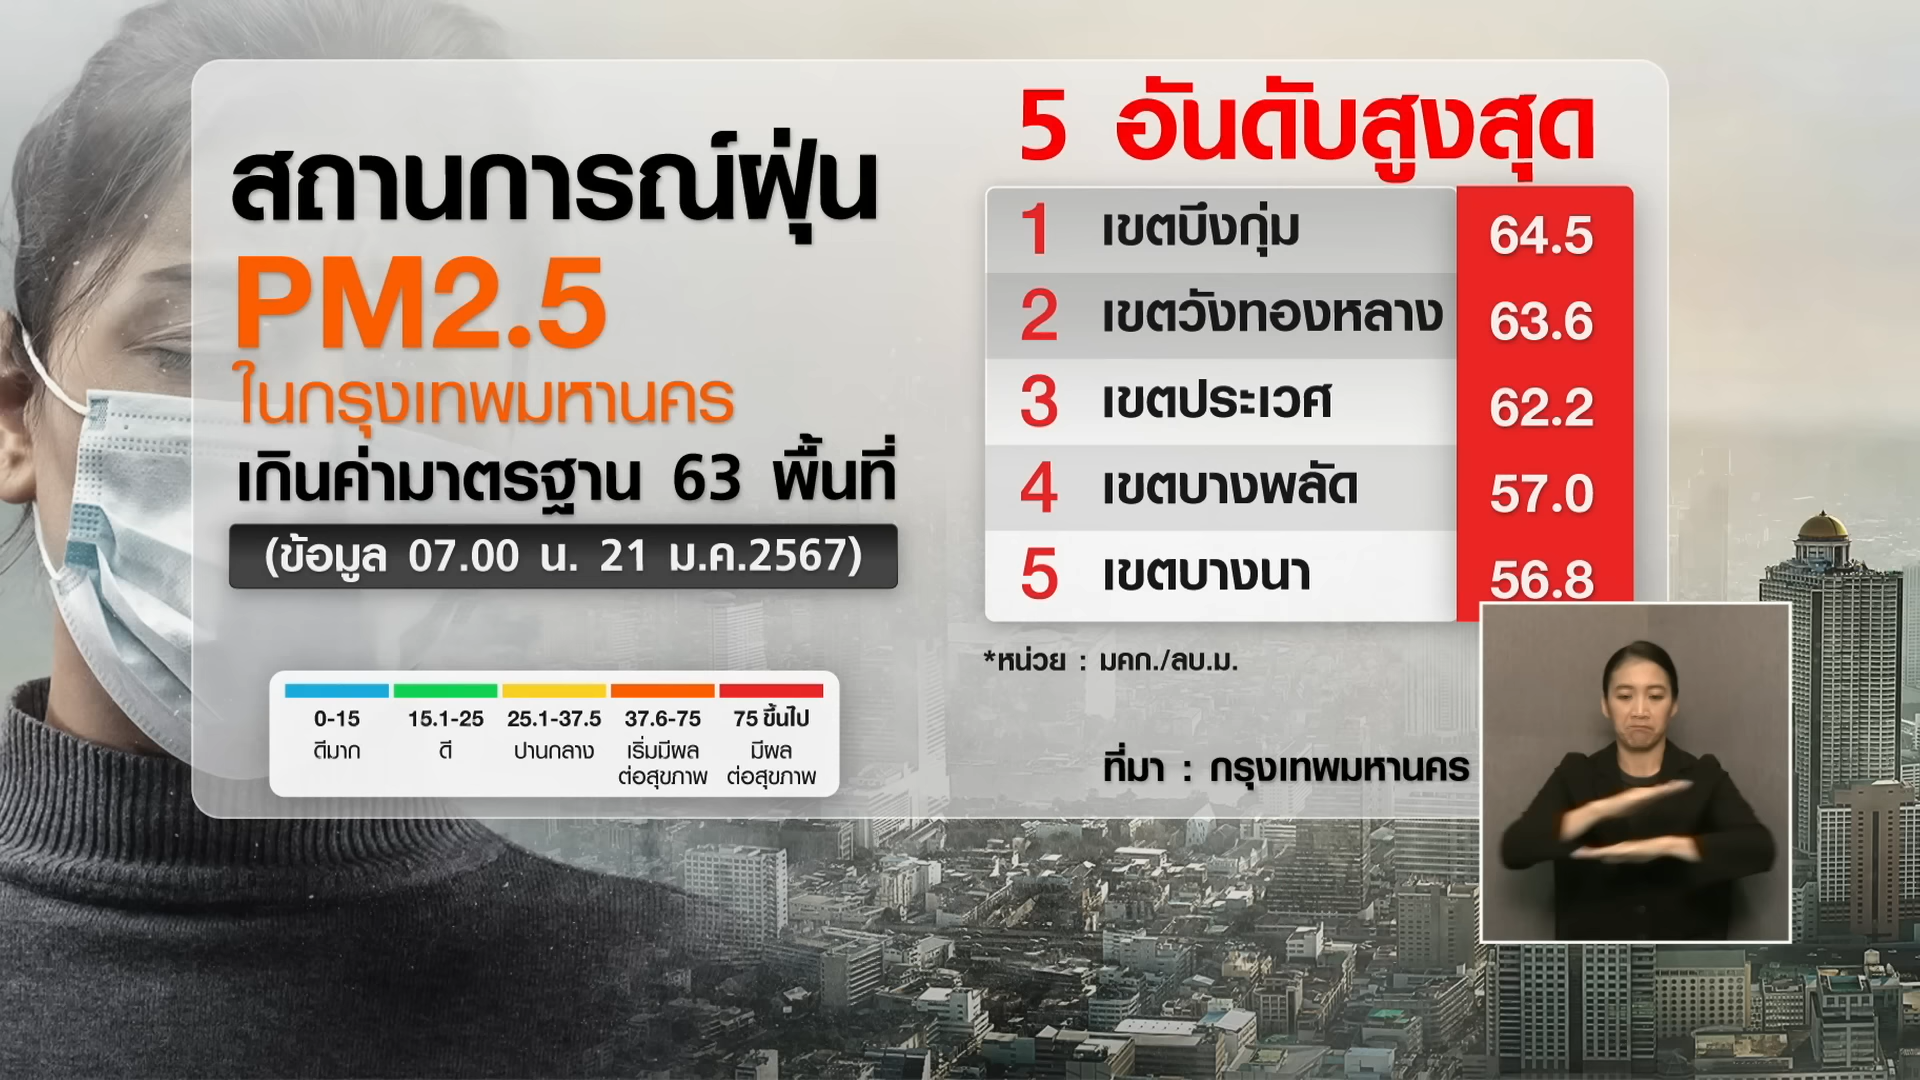 สถานการณ์ฝุ่น
PM2.5
ในกรุงเทพมหานคร
เกินค่ามาตรฐาน 63 พื้นที่
(ข้อมูล 07.00 น. 21 ม.ค.2567)
0-15 15.1-25 25.1-37.5 37.6-75 75 ขึ้นไป
ดีมาก ดี ปานกลาง เริ่มมีผล มีผล
ต่อสุขภาพ ต่อสุขภาพ
5 อันดับสูงสุด
1 เขตบึงกุ่ม 64.5
2 เขตวังทองหลาง 63.6
3 เขตประเวศ 62.2
4 เขตบางพลัด 57.0
5 เขตบางนา 56.8
*หน่วย : มคก./ลบ.ม.
ที่มา : กรุงเทพมหานคร